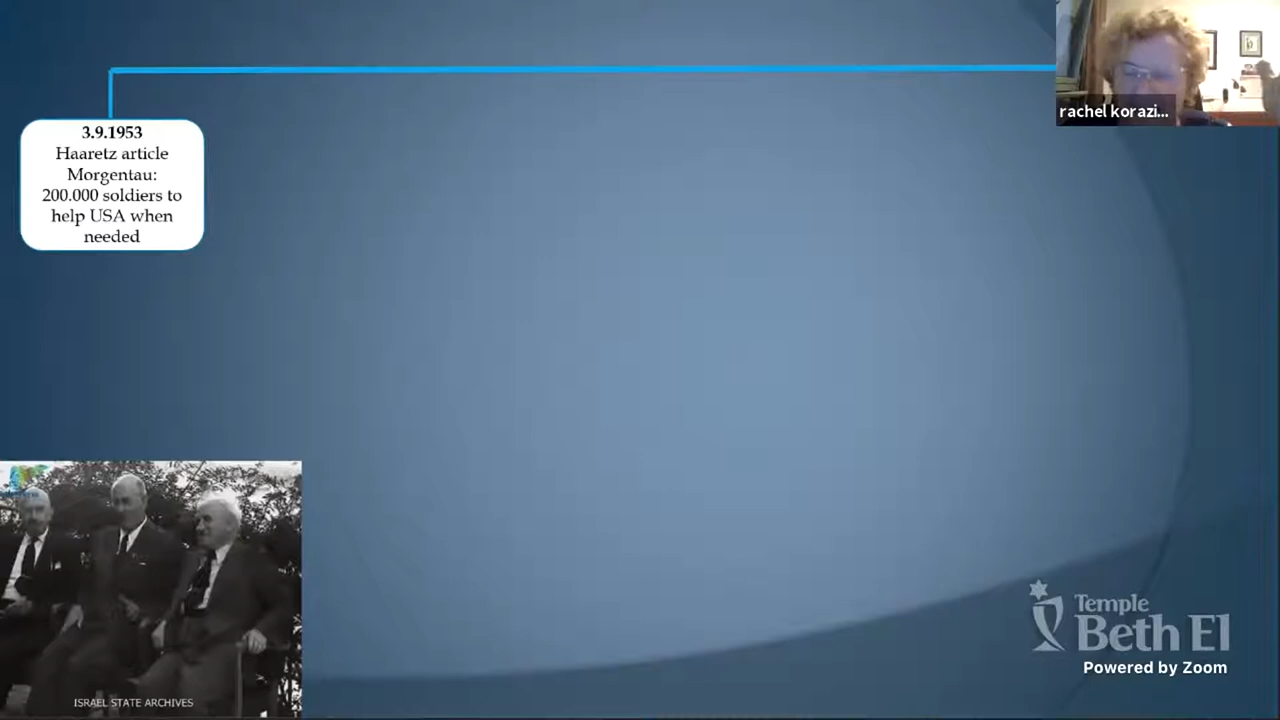 3.9.1953
Haaretz article
Morgentau:
200.000 soldiers to
help USA when
needed
rachel korazi...
ISRAEL STATE ARCHIVES
Temple
Beth El
Powered by Zoom